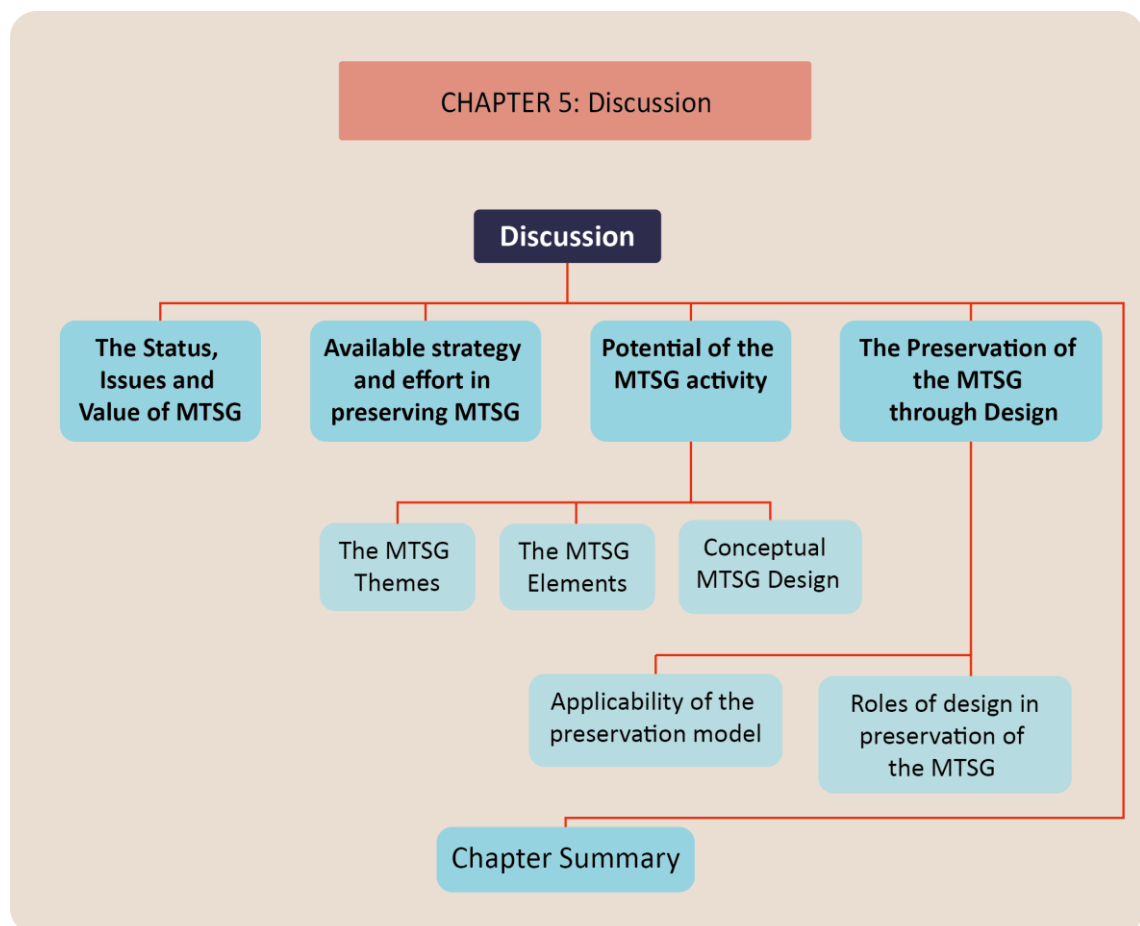 CHAPTER 5: Discussion
Discussion
The Status,
Issues and
Value of MTSG
Available strategy
and effort in
preserving MTSG
Potential of the
MTSG activity
The Preservation of
the MTSG
through Design
The MTSG
Themes
The MTSG
Elements
Conceptual
MTSG Design
Applicability of the
preservation model
Roles of design in
preservation of
the MTSG
Chapter Summary